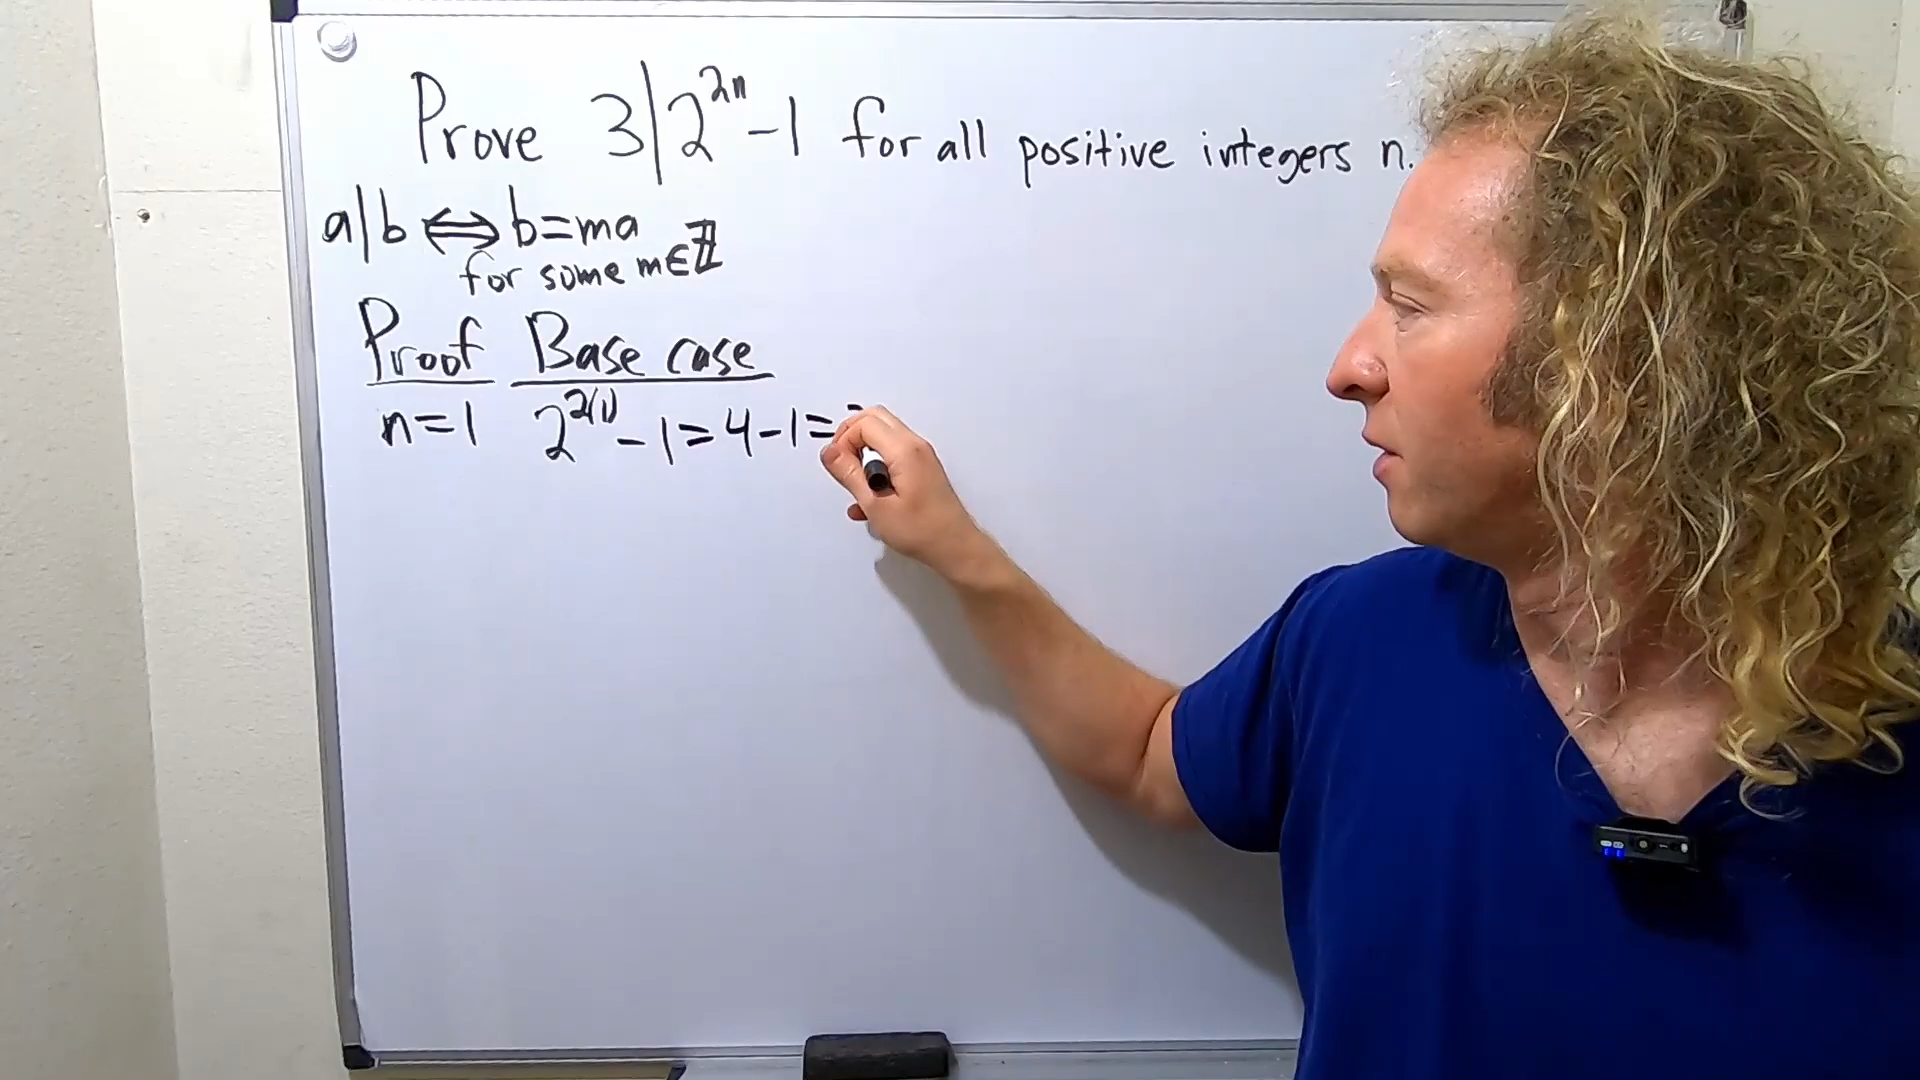 Prove 3|2^{2n}-1 for all positive integers n.
a|b ⟺ b=ma
for some m∈ℤ
Proof Base case
n=1 2^{2(1)}-1=4-1=